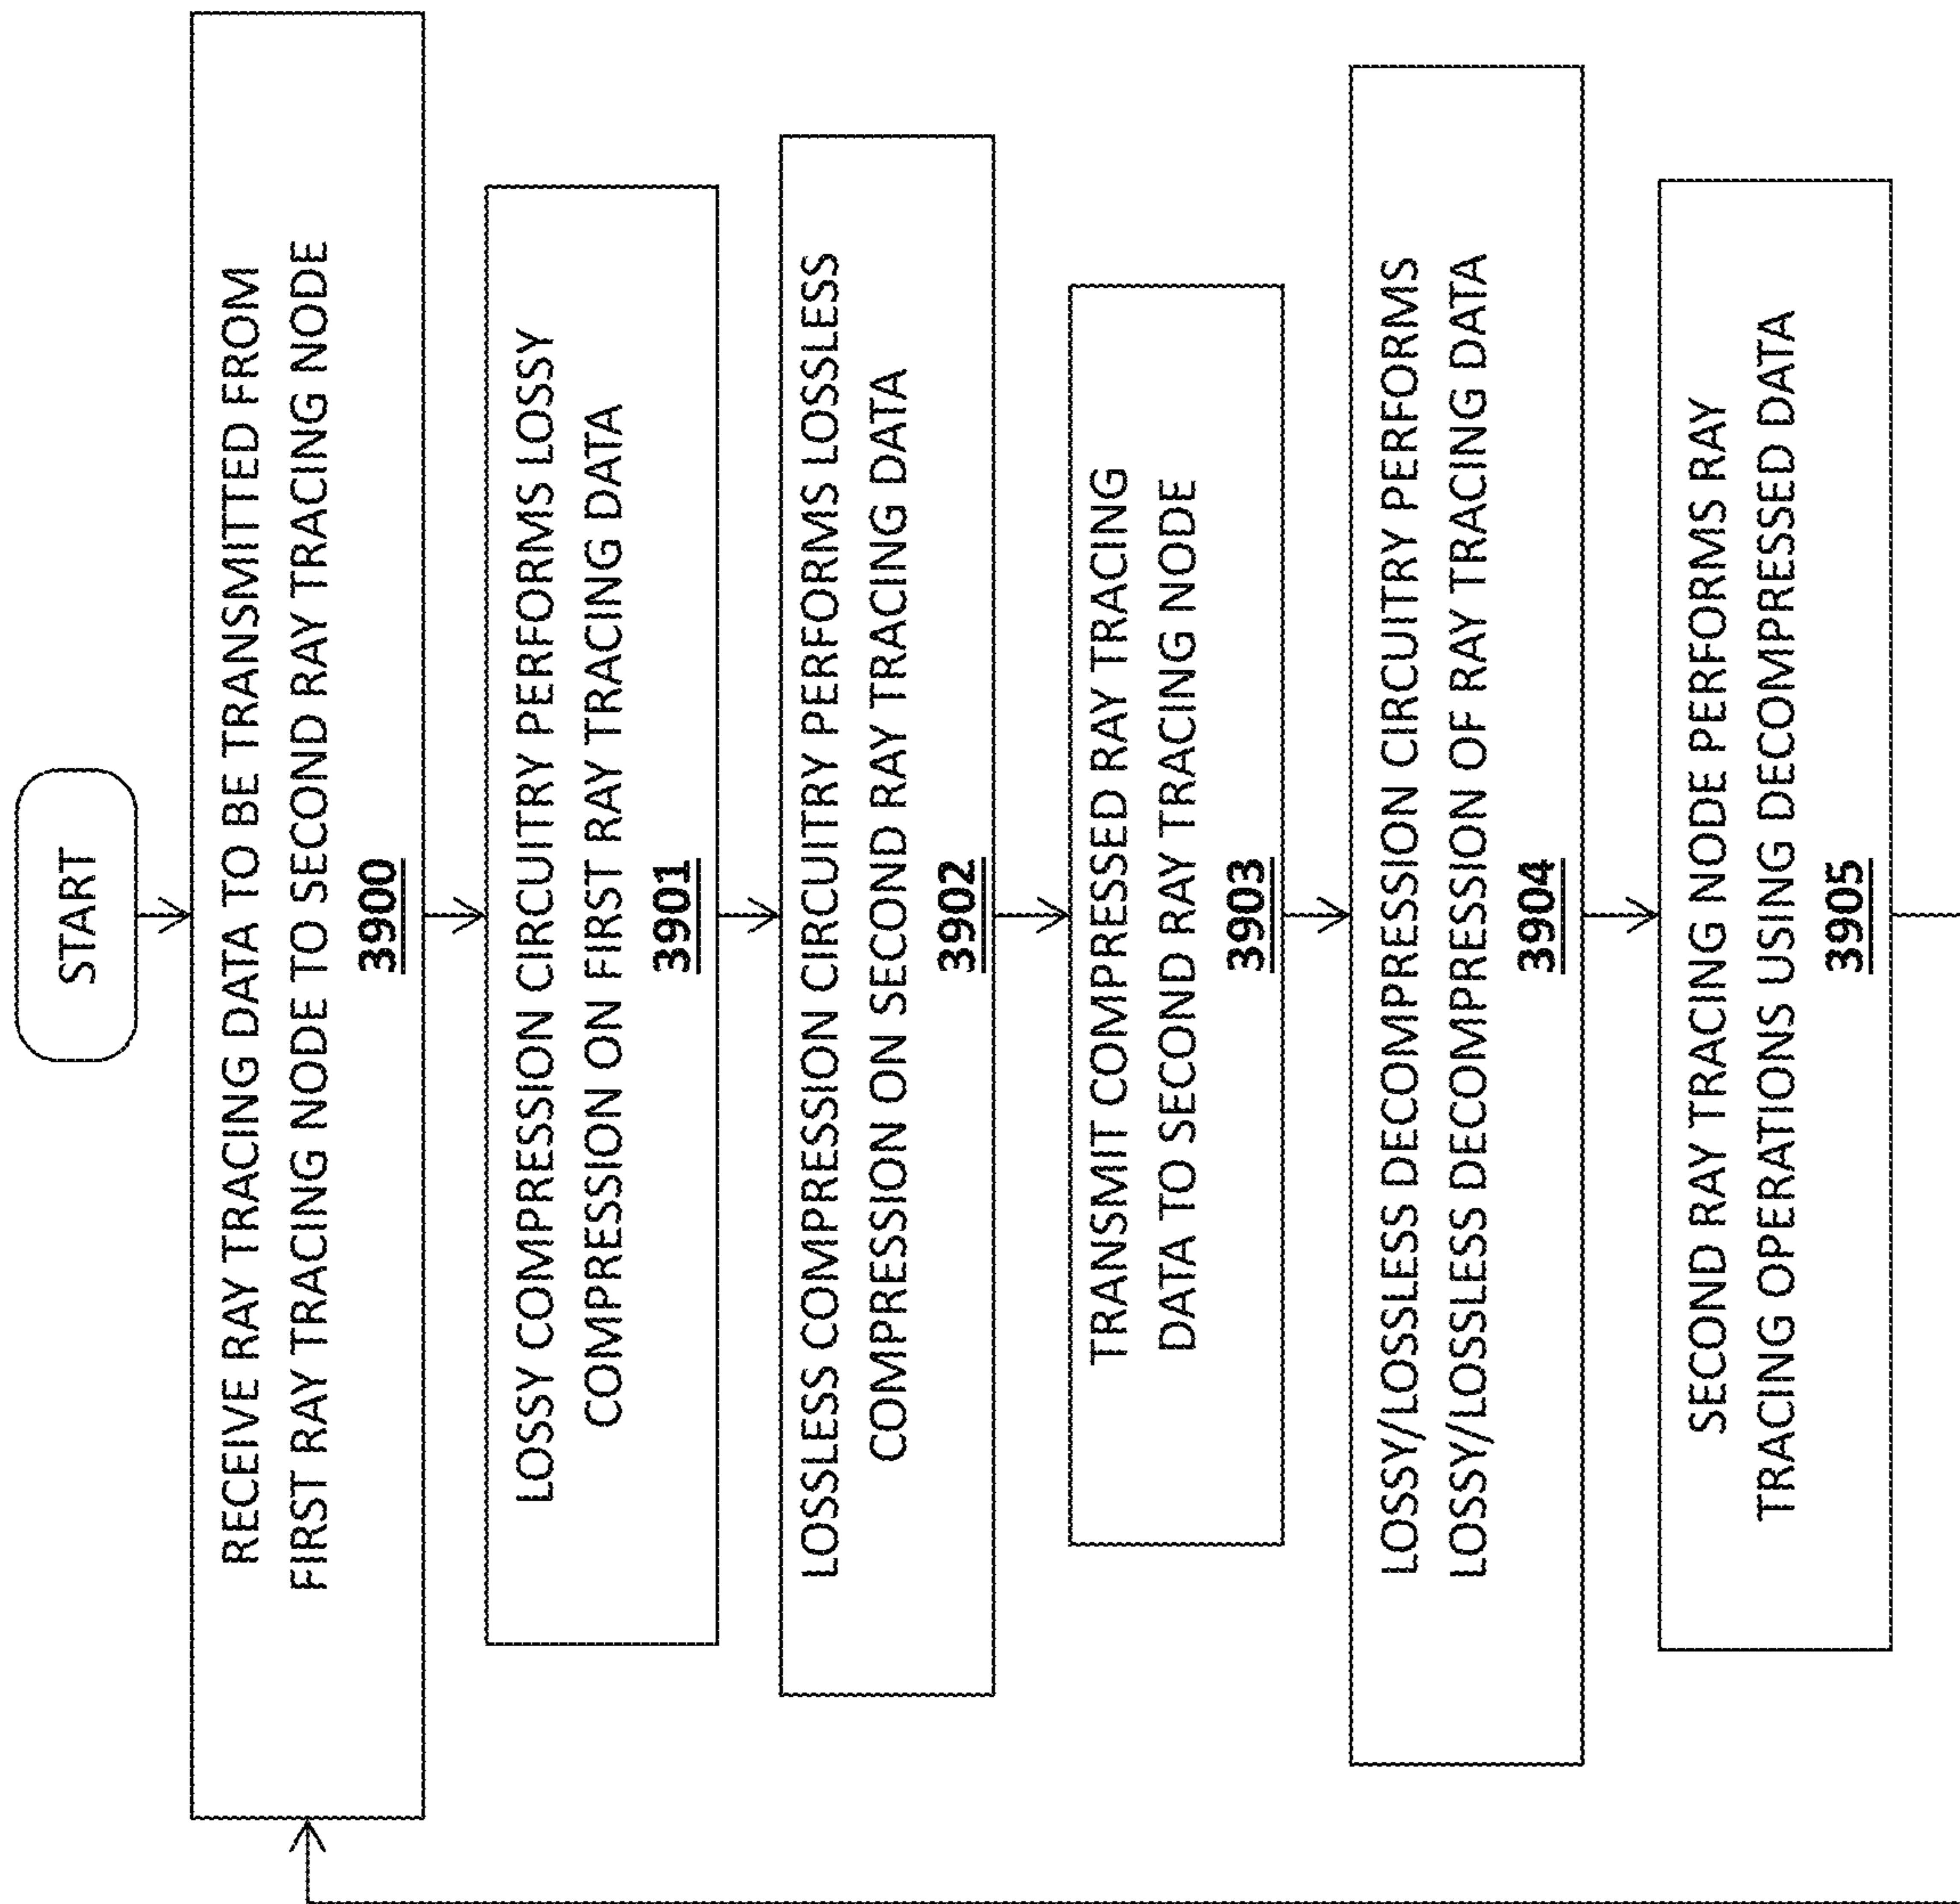 START
RECEIVE RAY TRACING DATA TO BE TRANSMITTED FROM
FIRST RAY TRACING NODE TO SECOND RAY TRACING NODE
3900
LOSSY COMPRESSION CIRCUITRY PERFORMS LOSSY
COMPRESSION ON FIRST RAY TRACING DATA
3901
LOSSLESS COMPRESSION CIRCUITRY PERFORMS LOSSLESS
COMPRESSION ON SECOND RAY TRACING DATA
3902
TRANSMIT COMPRESSED RAY TRACING
DATA TO SECOND RAY TRACING NODE
3903
LOSSY/LOSSLESS DECOMPRESSION CIRCUITRY PERFORMS
LOSSY/LOSSLESS DECOMPRESSION OF RAY TRACING DATA
3904
SECOND RAY TRACING NODE PERFORMS RAY
TRACING OPERATIONS USING DECOMPRESSED DATA
3905